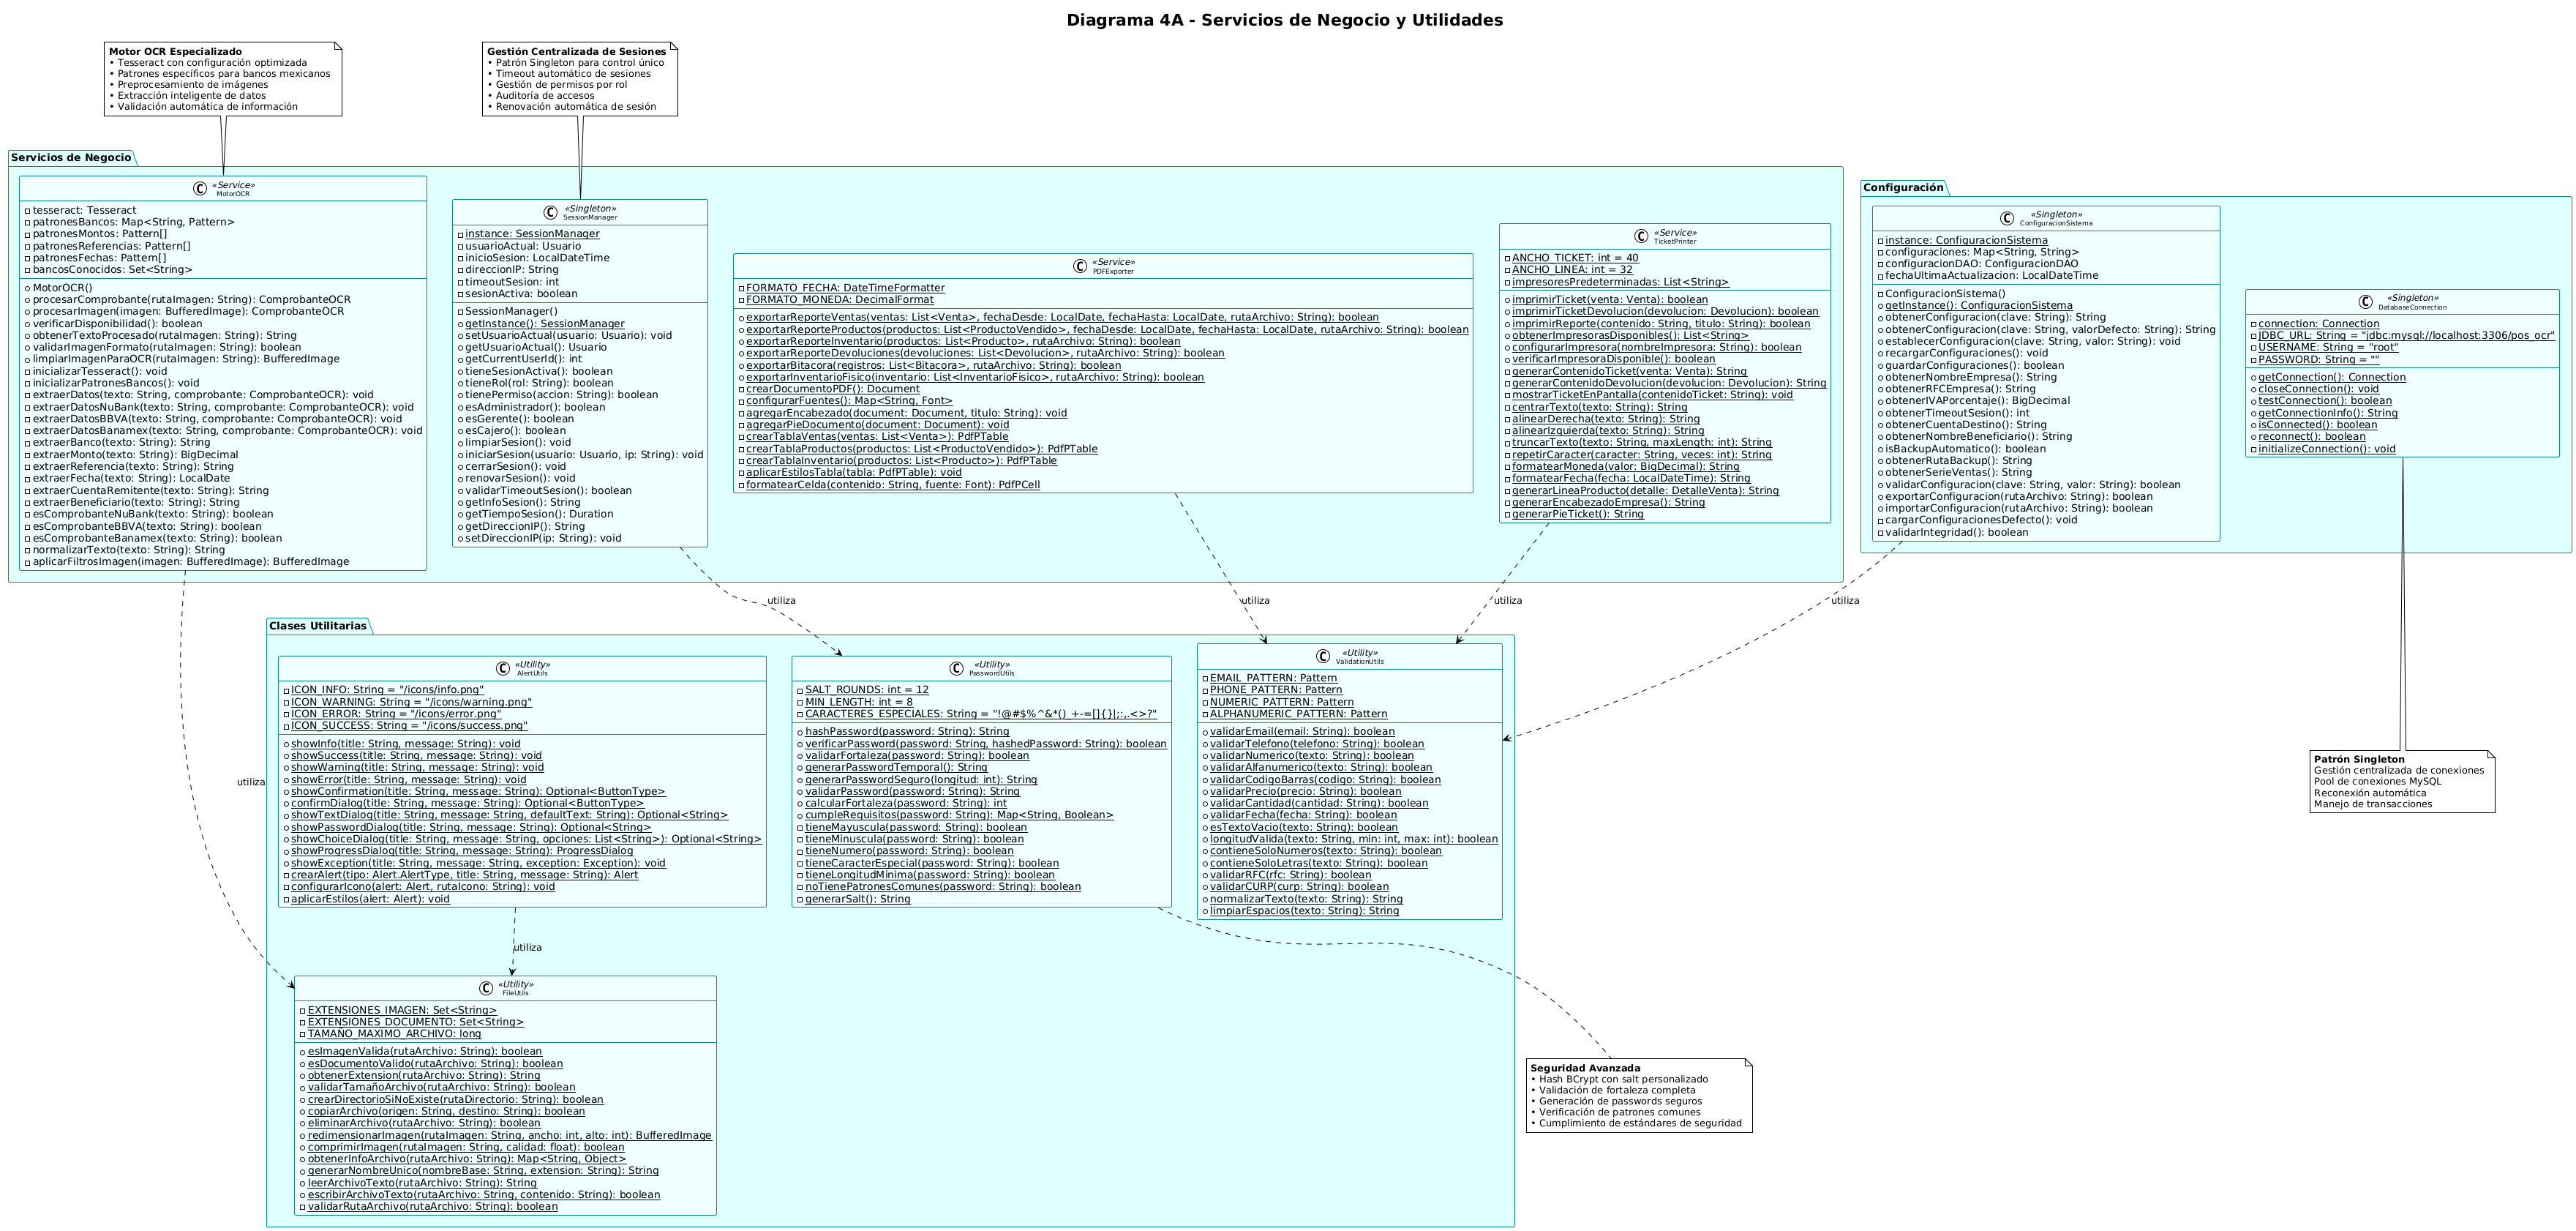 Diagrama 4A - Servicios de Negocio y Utilidades
Motor OCR Especializado
• Tesseract con configuración optimizada
• Patrones específicos para bancos mexicanos
• Preprocesamiento de imágenes
• Extracción inteligente de datos
• Validación automática de información
Gestión Centralizada de Sesiones
• Patrón Singleton para control único
• Timeout automático de sesiones
• Gestión de permisos por rol
• Auditoría de accesos
• Renovación automática de sesión
Servicios de Negocio
C «Service»
MotorOCR
tesseract: Tesseract
patronesBancos: Map<String, Pattern>
patronesMontos: Pattern[]
patronesReferencias: Pattern[]
patronesFechas: Pattern[]
bancosConocidos: Set<String>
MotorOCR()
procesarComprobante(rutaImagen: String): ComprobanteOCR
procesarImagen(imagen: BufferedImage): ComprobanteOCR
verificarDisponibilidad(): boolean
obtenerTextoProcesado(rutaImagen: String): String
validarImagenFormato(rutaImagen: String): boolean
limpiarImagenParaOCR(rutaImagen: String): BufferedImage
inicializarTesseract(): void
inicializarPatronesBancos(): void
extraerDatos(texto: String, comprobante: ComprobanteOCR): void
extraerDatosNuBank(texto: String, comprobante: ComprobanteOCR): void
extraerDatosBBVA(texto: String, comprobante: ComprobanteOCR): void
extraerDatosBanamex(texto: String, comprobante: ComprobanteOCR): void
extraerBanco(texto: String): String
extraerMonto(texto: String): BigDecimal
extraerReferencia(texto: String): String
extraerFecha(texto: String): LocalDate
extraerCuentaRemitente(texto: String): String
extraerBeneficiario(texto: String): String
esComprobanteNuBank(texto: String): boolean
esComprobanteBBVA(texto: String): boolean
esComprobanteBanamex(texto: String): boolean
normalizarTexto(texto: String): String
aplicarFiltrosImagen(imagen: BufferedImage): BufferedImage
C «Singleton»
SessionManager
instance: SessionManager
usuarioActual: Usuario
inicioSesion: LocalDateTime
direccionIP: String
timeoutSesion: int
sesionActiva: boolean
SessionManager()
getInstance(): SessionManager
setUsuarioActual(usuario: Usuario): void
getUsuarioActual(): Usuario
getCurrentUserId(): int
tieneSesionActiva(): boolean
tieneRol(rol: String): boolean
tienePermiso(accion: String): boolean
esAdministrador(): boolean
esGerente(): boolean
esCajero(): boolean
limpiarSesion(): void
iniciarSesion(usuario: Usuario, ip: String): void
cerrarSesion(): void
renovarSesion(): void
validarTimeoutSesion(): boolean
getInfoSesion(): String
getTiempoSesion(): Duration
getDireccionIP(): String
setDireccionIP(ip: String): void
C «Service»
PDFExporter
FORMATO_FECHA: DateTimeFormatter
FORMATO_MONEDA: DecimalFormat
exportarReporteVentas(ventas: List<Venta>, fechaDesde: LocalDate, fechaHasta: LocalDate, rutaArchivo: String): boolean
exportarReporteProductos(productos: List<ProductoVendido>, fechaDesde: LocalDate, fechaHasta: LocalDate, rutaArchivo: String): boolean
exportarReporteInventario(productos: List<Producto>, rutaArchivo: String): boolean
exportarReporteDevoluciones(devoluciones: List<Devolucion>, rutaArchivo: String): boolean
exportarBitacora(registros: List<Bitacora>, rutaArchivo: String): boolean
exportarInventarioFisico(inventario: List<InventarioFisico>, rutaArchivo: String): boolean
crearDocumentoPDF(): Document
configurarFuentes(): Map<String, Font>
agregarEncabezado(document: Document, titulo: String): void
agregarPieDocumento(document: Document): void
crearTablaVentas(ventas: List<Venta>): PdfPTable
crearTablaProductos(productos: List<ProductoVendido>): PdfPTable
crearTablaInventario(productos: List<Producto>): PdfPTable
aplicarEstilosTabla(tabla: PdfPTable): void
formatearCelda(contenido: String, fuente: Font): PdfPCell
C «Service»
TicketPrinter
ANCHO_TICKET: int = 40
ANCHO_LINEA: int = 32
impresoresPredeterminadas: List<String>
imprimirTicket(venta: Venta): boolean
imprimirTicketDevolucion(devolucion: Devolucion): boolean
imprimirReporte(contenido: String, titulo: String): boolean
obtenerImpresorasDisponibles(): List<String>
configurarImpresora(nombreImpresora: String): boolean
verificarImpresoraDisponible(): boolean
generarContenidoTicket(venta: Venta): String
generarContenidoDevolucion(devolucion: Devolucion): String
mostrarTicketEnPantalla(contenidoTicket: String): void
centrarTexto(texto: String): String
alinearDerecha(texto: String): String
alinearIzquierda(texto: String): String
truncarTexto(texto: String, maxLength: int): String
repetirCaracter(caracter: String, veces: int): String
formatearMoneda(valor: BigDecimal): String
formatearFecha(fecha: LocalDateTime): String
generarLineaProducto(detalle: DetalleVenta): String
generarEncabezadoEmpresa(): String
generarPieTicket(): String
Configuración
C «Singleton»
ConfiguracionSistema
instance: ConfiguracionSistema
configuraciones: Map<String, String>
configuracionDAO: ConfiguracionDAO
fechaUltimaActualizacion: LocalDateTime
ConfiguracionSistema()
getInstance(): ConfiguracionSistema
obtenerConfiguracion(clave: String): String
obtenerConfiguracion(clave: String, valorDefecto: String): String
establecerConfiguracion(clave: String, valor: String): void
recargarConfiguraciones(): void
guardarConfiguraciones(): boolean
obtenerNombreEmpresa(): String
obtenerRFCEmpresa(): String
obtenerIVAPorcentaje(): BigDecimal
obtenerTimeoutSesion(): int
obtenerCuentaDestino(): String
obtenerNombreBeneficiario(): String
isBackupAutomatico(): boolean
obtenerRutaBackup(): String
obtenerSerieVentas(): String
validarConfiguracion(clave: String, valor: String): boolean
exportarConfiguracion(rutaArchivo: String): boolean
importarConfiguracion(rutaArchivo: String): boolean
cargarConfiguracionesDefecto(): void
validarIntegridad(): boolean
C «Singleton»
DatabaseConnection
connection: Connection
JDBC_URL: String = "jdbc:mysql://localhost:3306/pos_ocr"
USERNAME: String = "root"
PASSWORD: String = ""
getConnection(): Connection
closeConnection(): void
testConnection(): boolean
getConnectionInfo(): String
isConnected(): boolean
reconnect(): boolean
initializeConnection(): void
utiliza
utiliza
utiliza
utiliza
Clases Utilitarias
C «Utility»
AlertUtils
ICON_INFO: String = "/icons/info.png"
ICON_WARNING: String = "/icons/warning.png"
ICON_ERROR: String = "/icons/error.png"
ICON_SUCCESS: String = "/icons/success.png"
showInfo(title: String, message: String): void
showSuccess(title: String, message: String): void
showWarning(title: String, message: String): void
showError(title: String, message: String): void
showConfirmation(title: String, message: String): Optional<ButtonType>
confirmDialog(title: String, message: String): Optional<ButtonType>
showTextDialog(title: String, message: String, defaultText: String): Optional<String>
showPasswordDialog(title: String, message: String): Optional<String>
showChoiceDialog(title: String, message: String, opciones: List<String>): Optional<String>
showProgressDialog(title: String, message: String): ProgressDialog
showException(title: String, message: String, exception: Exception): void
crearAlert(tipo: Alert.AlertType, title: String, message: String): Alert
configurarIcono(alert: Alert, rutaIcono: String): void
aplicarEstilos(alert: Alert): void
C «Utility»
PasswordUtils
SALT_ROUNDS: int = 12
MIN_LENGTH: int = 8
CARACTERES_ESPECIALES: String = "!@#$%^&*()_+-=[]{}|;:,.<>?"
hashPassword(password: String): String
verificarPassword(password: String, hashedPassword: String): boolean
validarFortaleza(password: String): boolean
generarPasswordTemporal(): String
generarPasswordSeguro(longitud: int): String
validarPassword(password: String): String
calcularFortaleza(password: String): int
cumpleRequisitos(password: String): Map<String, Boolean>
tieneMayuscula(password: String): boolean
tieneMinuscula(password: String): boolean
tieneNumero(password: String): boolean
tieneCaracterEspecial(password: String): boolean
tieneLongitudMinima(password: String): boolean
noTienePatronesComunes(password: String): boolean
generarSalt(): String
C «Utility»
ValidationUtils
EMAIL_PATTERN: Pattern
PHONE_PATTERN: Pattern
NUMERIC_PATTERN: Pattern
ALPHANUMERIC_PATTERN: Pattern
validarEmail(email: String): boolean
validarTelefono(telefono: String): boolean
validarNumerico(texto: String): boolean
validarAlfanumerico(texto: String): boolean
validarCodigoBarras(codigo: String): boolean
validarPrecio(precio: String): boolean
validarCantidad(cantidad: String): boolean
validarFecha(fecha: String): boolean
esTextoVacio(texto: String): boolean
longitudValida(texto: String, min: int, max: int): boolean
contieneSoloNumeros(texto: String): boolean
contieneSoloLetras(texto: String): boolean
validarRFC(rfc: String): boolean
validarCURP(curp: String): boolean
normalizarTexto(texto: String): String
limpiarEspacios(texto: String): String
Patrón Singleton
Gestión centralizada de conexiones
Pool de conexiones MySQL
Reconexión automática
Manejo de transacciones
utiliza
utiliza
C «Utility»
FileUtils
EXTENSIONES_IMAGEN: Set<String>
EXTENSIONES_DOCUMENTO: Set<String>
TAMAÑO_MAXIMO_ARCHIVO: long
esImagenValida(rutaArchivo: String): boolean
esDocumentoValido(rutaArchivo: String): boolean
obtenerExtension(rutaArchivo: String): String
validarTamañoArchivo(rutaArchivo: String): boolean
crearDirectorioSiNoExiste(rutaDirectorio: String): boolean
copiarArchivo(origen: String, destino: String): boolean
eliminarArchivo(rutaArchivo: String): boolean
redimensionarImagen(rutaImagen: String, ancho: int, alto: int): BufferedImage
comprimirImagen(rutaImagen: String, calidad: float): boolean
obtenerInfoArchivo(rutaArchivo: String): Map<String, Object>
generarNombreUnico(nombreBase: String, extension: String): String
leerArchivoTexto(rutaArchivo: String): String
escribirArchivoTexto(rutaArchivo: String, contenido: String): boolean
validarRutaArchivo(rutaArchivo: String): boolean
Seguridad Avanzada
• Hash BCrypt con salt personalizado
• Validación de fortaleza completa
• Generación de passwords seguros
• Verificación de patrones comunes
• Cumplimiento de estándares de seguridad